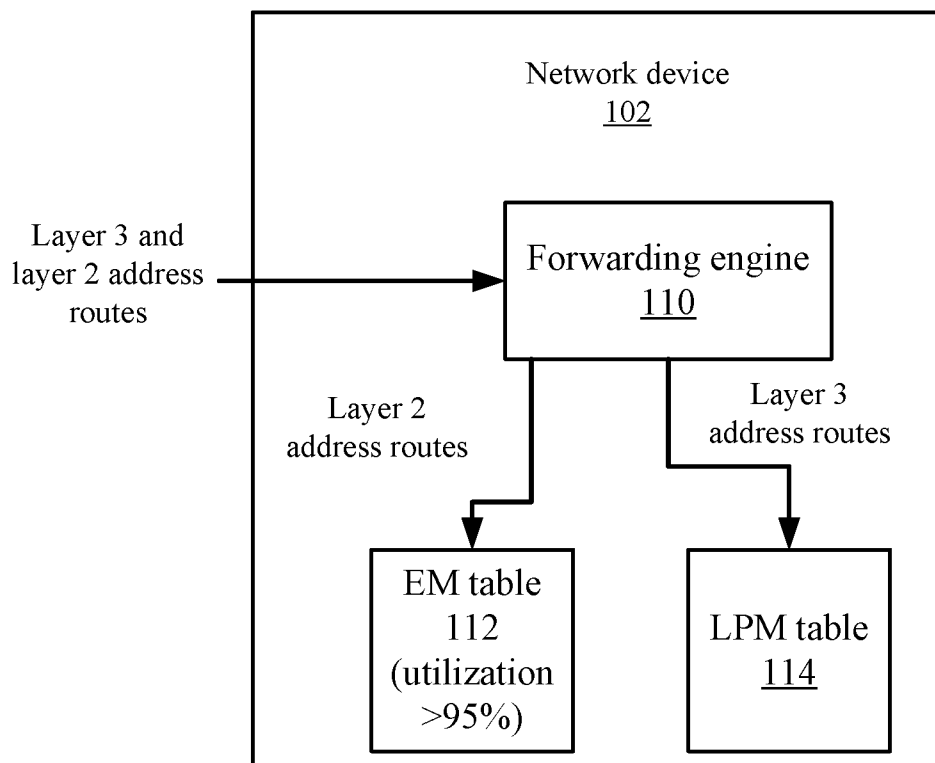 Network device
102
Layer 3 and
layer 2 address
routes
Forwarding engine
110
Layer 2
address routes
Layer 3
address routes
EM table
112
(utilization
>95%)
LPM table
114